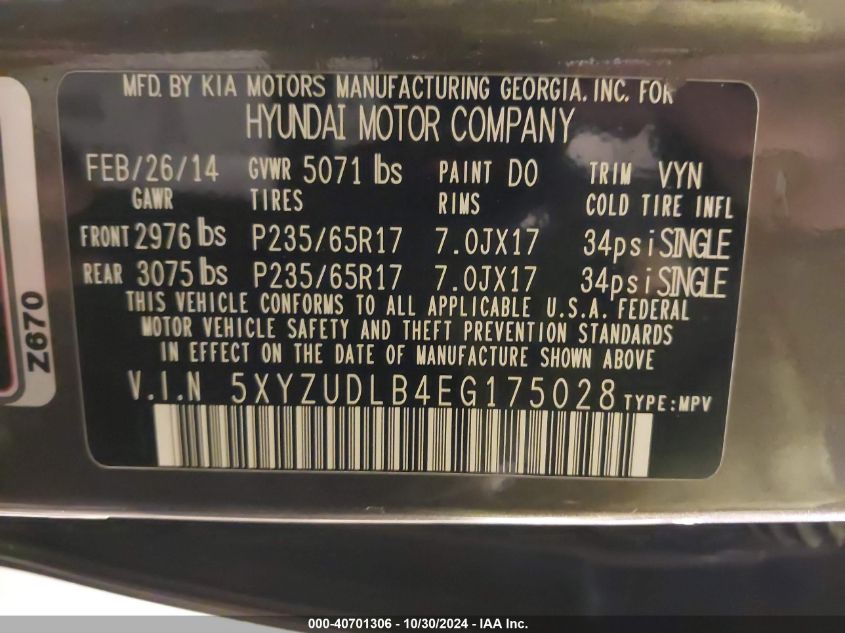 MFD. BY KIA MOTORS MANUFACTURING GEORGIA, INC. FOR
HYUNDAI MOTOR COMPANY
FEB/26/14 GVWR 5071 lbs PAINT DO TRIM VYN
GAWR TIRES RIMS COLD TIRE INFL
FRONT 2976 lbs P235/65R17 7.0JX17 34psi SINGLE
REAR 3075 lbs P235/65R17 7.0JX17 34psi SINGLE
THIS VEHICLE CONFORMS TO ALL APPLICABLE U.S.A. FEDERAL
MOTOR VEHICLE SAFETY AND THEFT PREVENTION STANDARDS
IN EFFECT ON THE DATE OF MANUFACTURE SHOWN ABOVE
V.I.N 5XYZUDLB4EG175028 TYPE:MPV
Z670
000-40701306 - 10/30/2024 - IAA Inc.